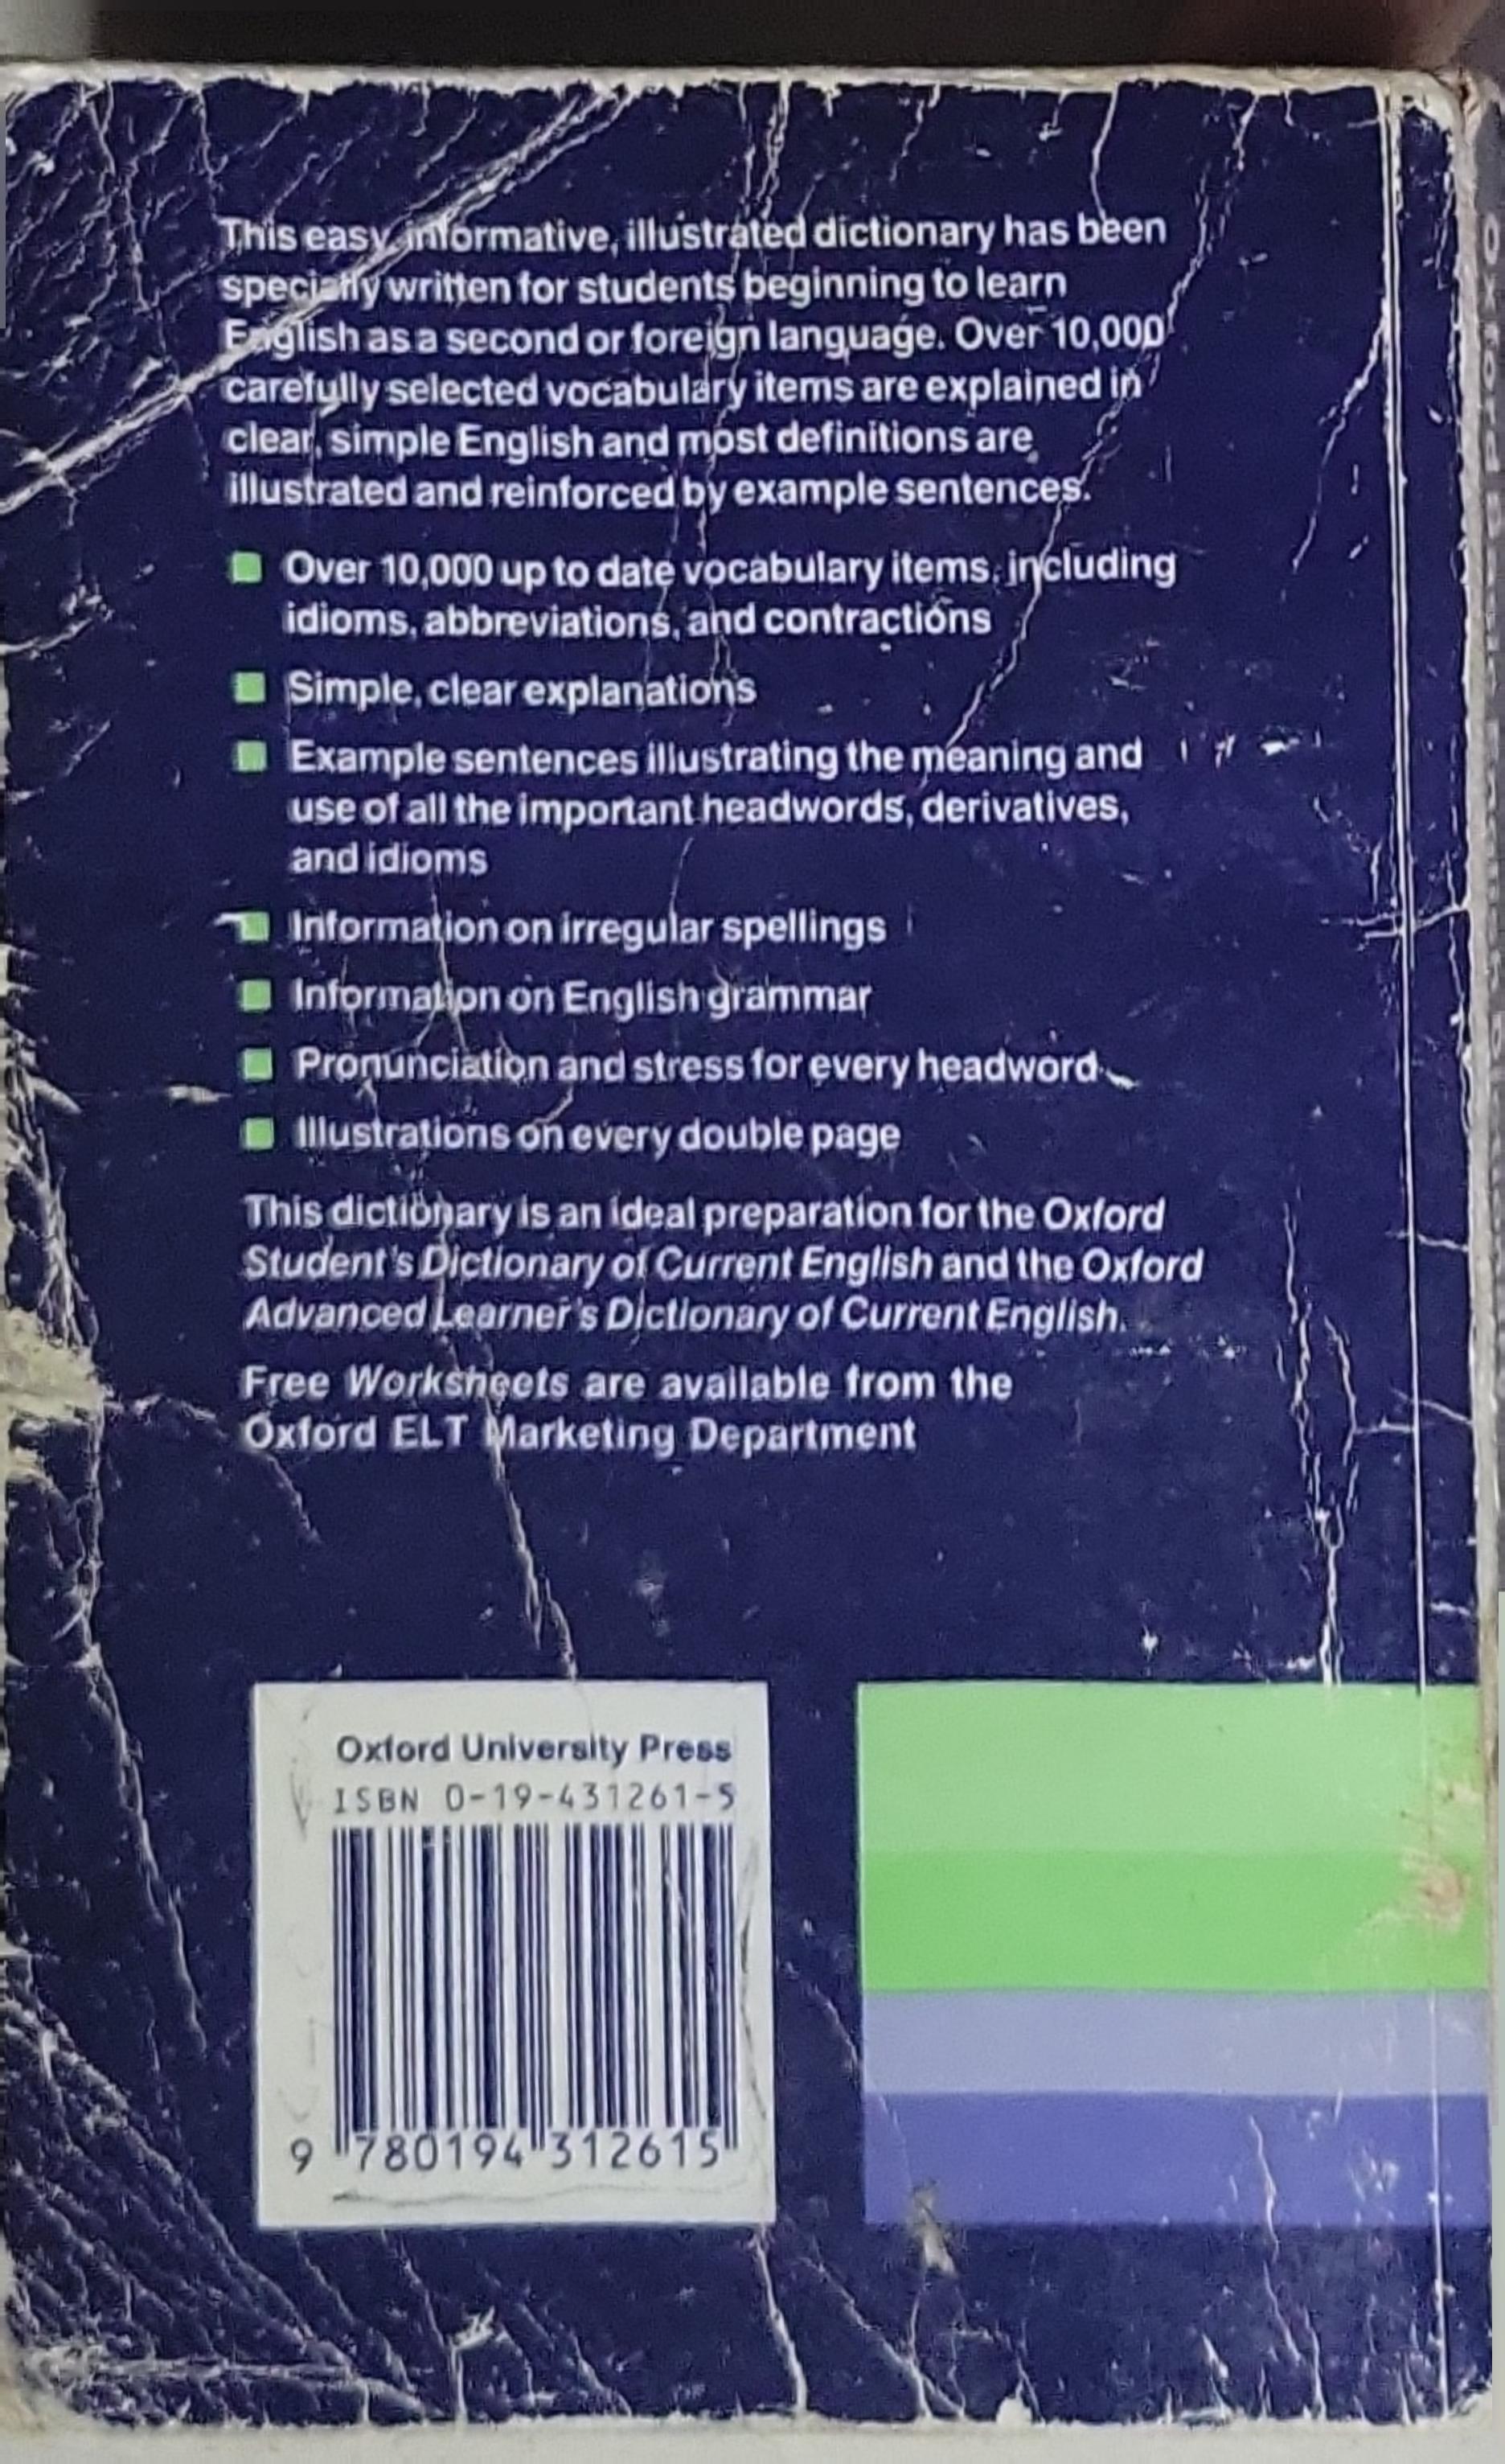 This easy, informative, illustrated dictionary has been
specially written for students beginning to learn
English as a second or foreign language. Over 10,000
carefully selected vocabulary items are explained in
clear, simple English and most definitions are
illustrated and reinforced by example sentences.
Over 10,000 up to date vocabulary items, including
idioms, abbreviations, and contractions
Simple, clear explanations
Example sentences illustrating the meaning and
use of all the important headwords, derivatives,
and idioms
Information on irregular spellings
Information on English grammar
Pronunciation and stress for every headword
Illustrations on every double page
This dictionary is an ideal preparation for the Oxford
Student's Dictionary of Current English and the Oxford
Advanced Learner's Dictionary of Current English.
Free Worksheets are available from the
Oxford ELT Marketing Department
Oxford University Press
ISBN 0-19-431261-5
9 780194 312615